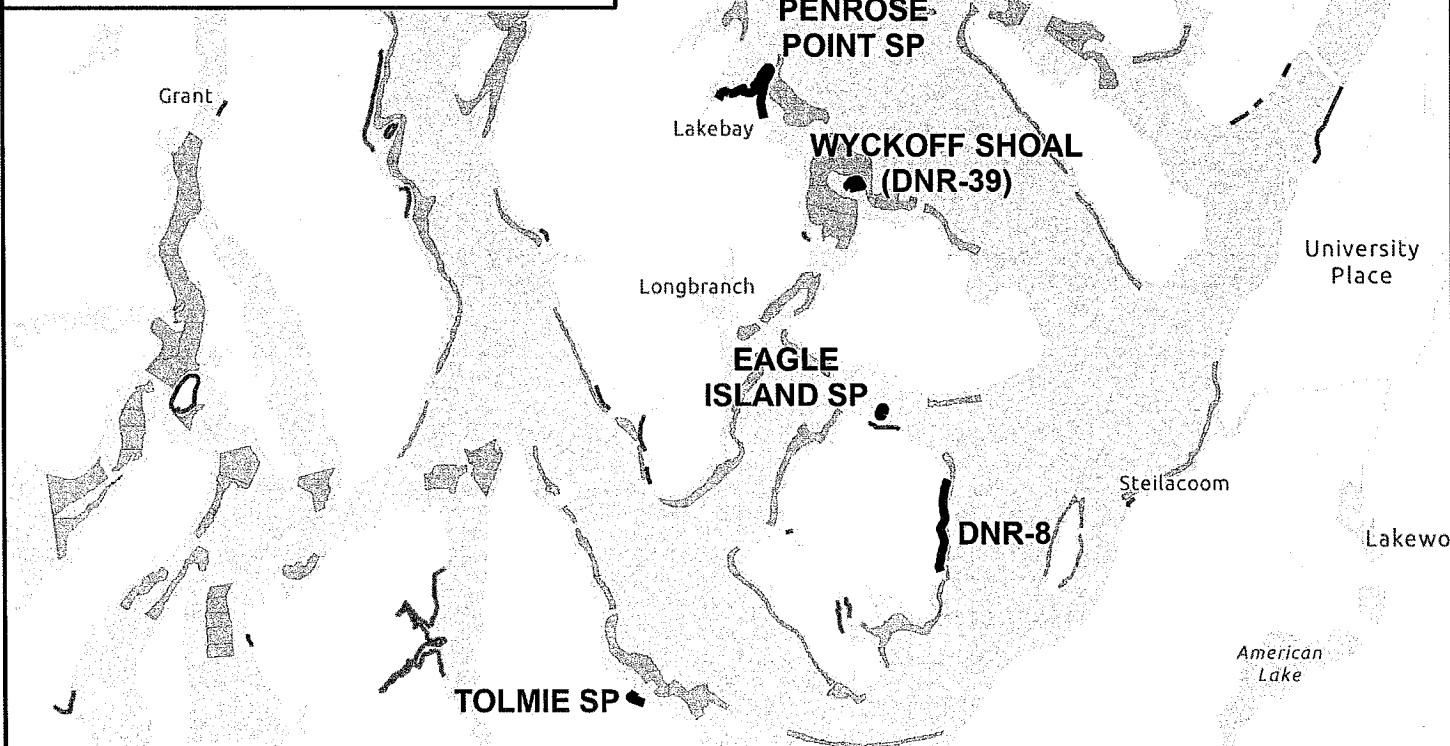 PENROSE
POINT SP
Grant
Lakebay
WYCKOFF SHOAL
(DNR-39)
University
Place
Longbranch
EAGLE
ISLAND SP
Steilacoom
DNR-8
Lakewo
American
Lake
TOLMIE SP